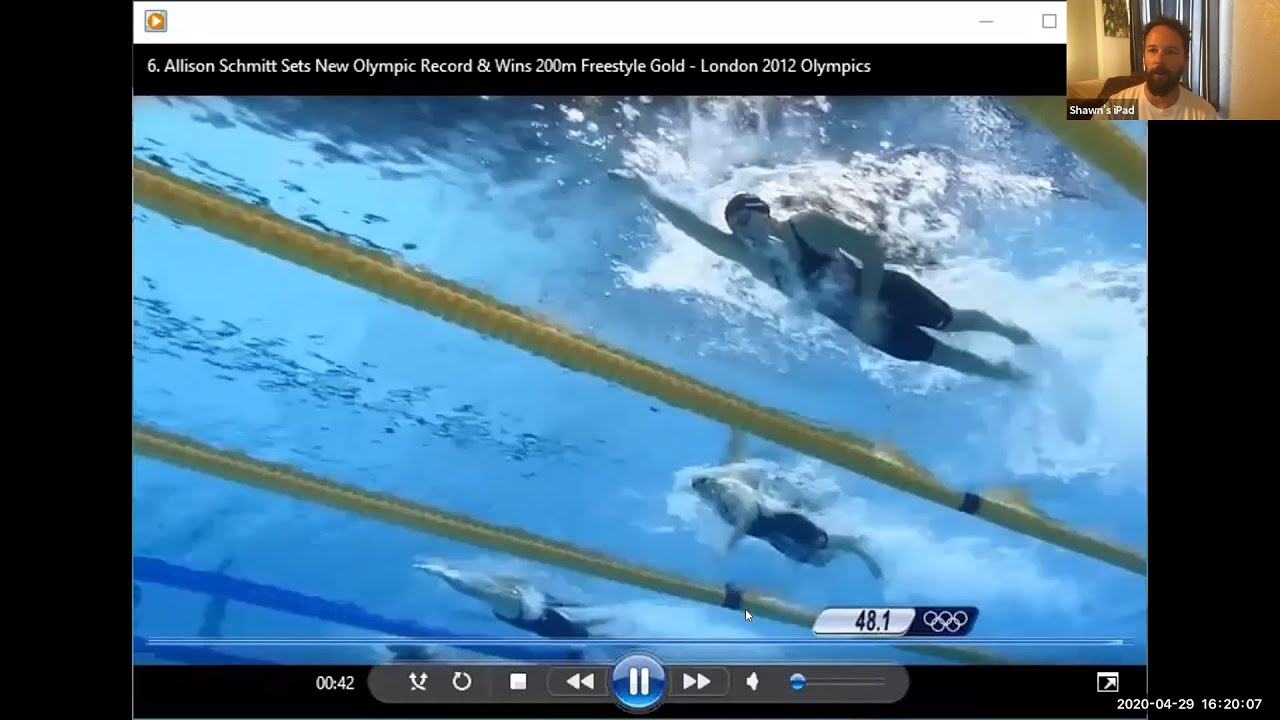 6. Allison Schmitt Sets New Olympic Record & Wins 200m Freestyle Gold - London 2012 Olympics
Shawn's iPad
48.1
00:42
2020-04-29 16:20:07